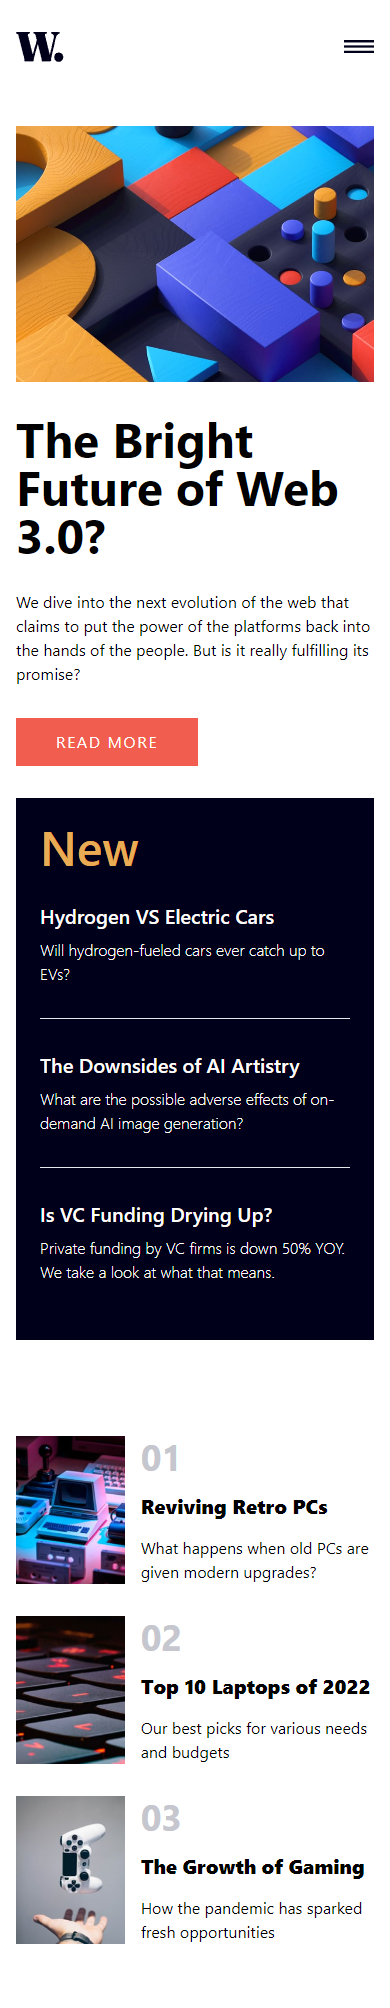 W.
The Bright
Future of Web
3.0?
We dive into the next evolution of the web that
claims to put the power of the platforms back into
the hands of the people. But is it really fulfilling its
promise?
READ MORE
New
Hydrogen VS Electric Cars
Will hydrogen-fueled cars ever catch up to
EVs?
The Downsides of AI Artistry
What are the possible adverse effects of on-
demand AI image generation?
Is VC Funding Drying Up?
Private funding by VC firms is down 50% YOY.
We take a look at what that means.
01
Reviving Retro PCs
What happens when old PCs are
given modern upgrades?
02
Top 10 Laptops of 2022
Our best picks for various needs
and budgets
03
The Growth of Gaming
How the pandemic has sparked
fresh opportunities